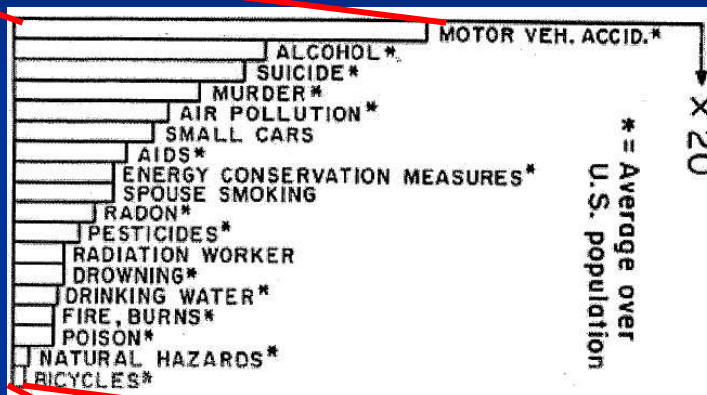 MOTOR VEH. ACCID.*
ALCOHOL*
SUICIDE*
MURDER*
AIR POLLUTION*
SMALL CARS
AIDS*
ENERGY CONSERVATION MEASURES*
SPOUSE SMOKING
RADON*
PESTICIDES*
RADIATION WORKER
DROWNING*
DRINKING WATER*
FIRE, BURNS*
POISON*
NATURAL HAZARDS*
BICYCLES*
X 20
* = Average over
U.S. population